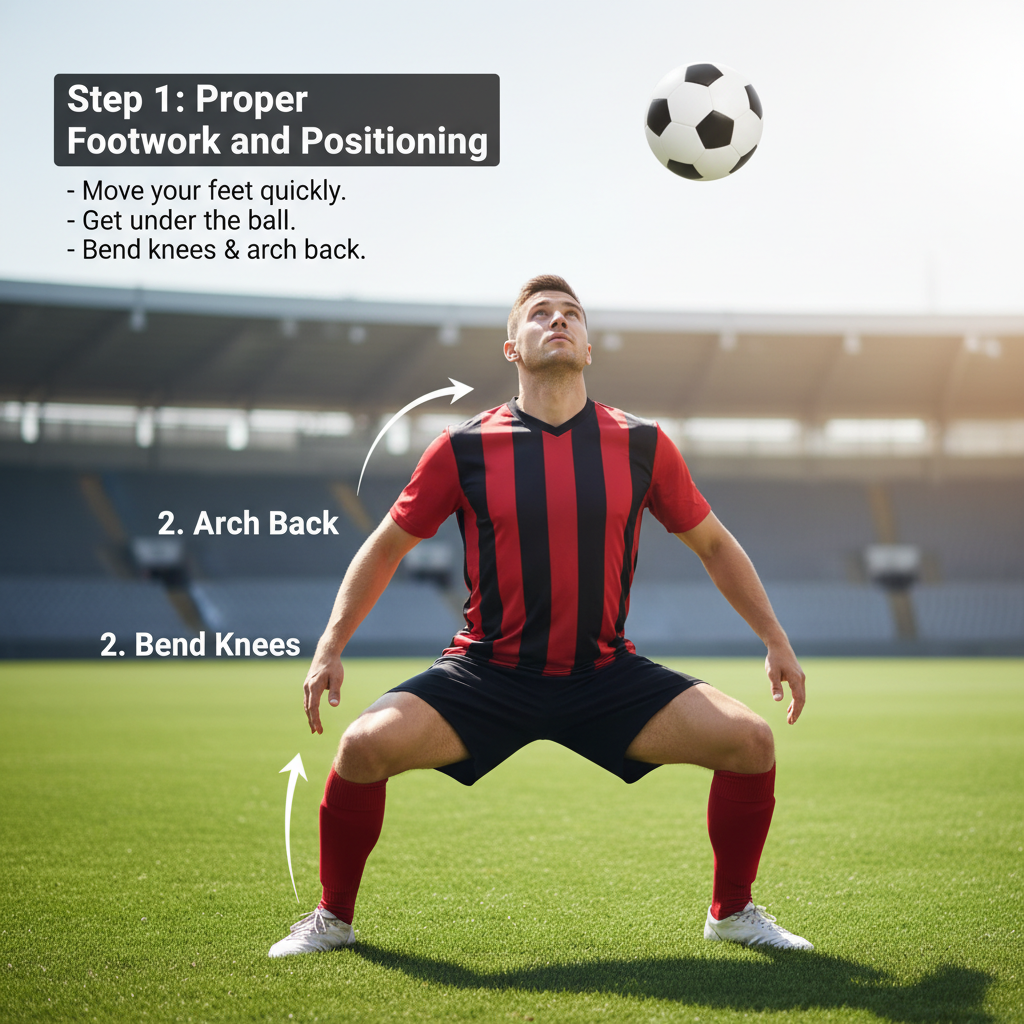 Step 1: Proper
Footwork and Positioning
- Move your feet quickly.
- Get under the ball.
- Bend knees & arch back.
2. Arch Back
2. Bend Knees